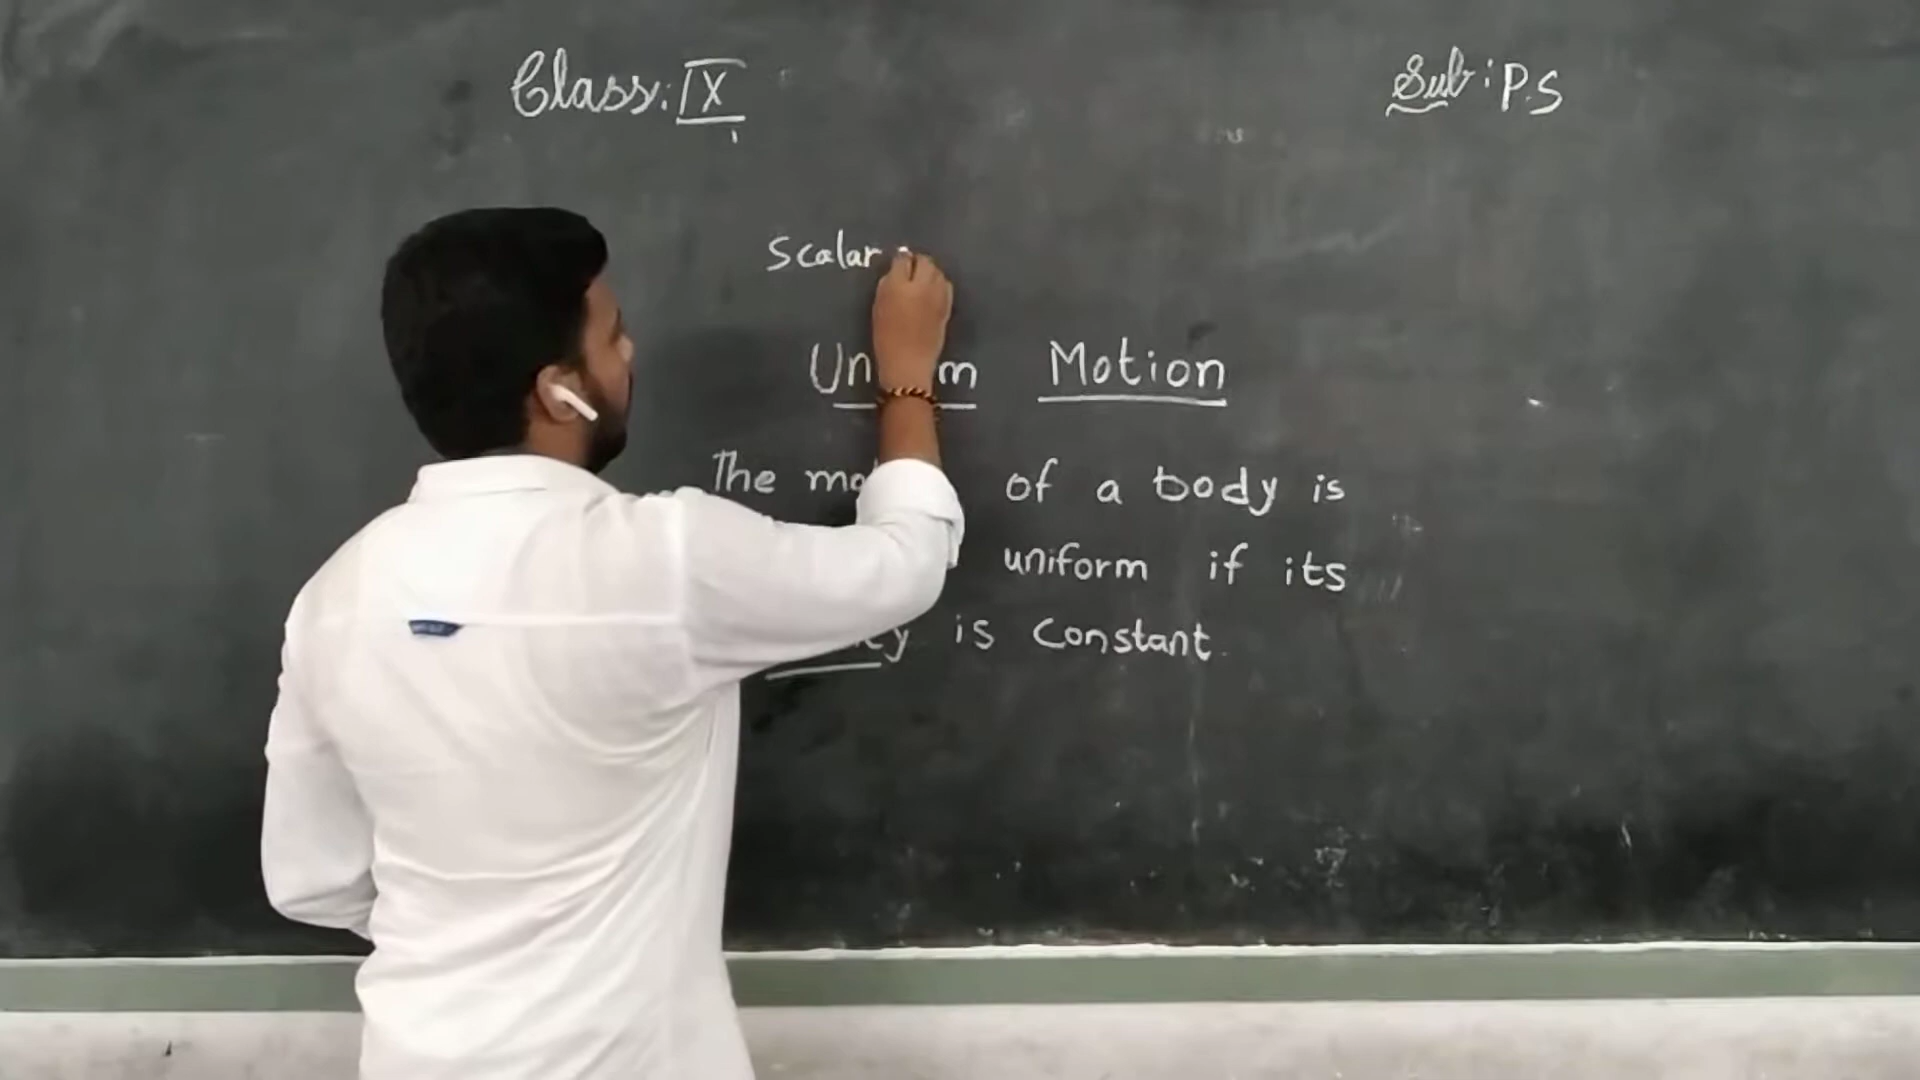 Class: IX
Sub: P.S
Scalar
Motion
The of a body is
uniform if its
is Constant.